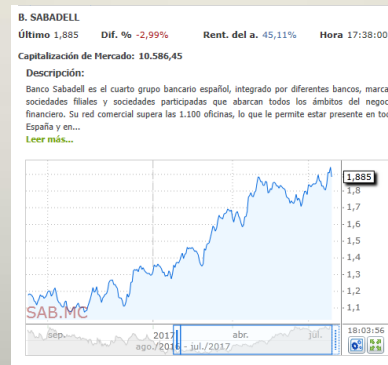 B. SABADELL
Último 1,885 Dif. % -2,99% Rent. del a. 45,11% Hora 17:38:00
Capitalización de Mercado: 10.586,45
Descripción:
Banco Sabadell es el cuarto grupo bancario español, integrado por diferentes bancos, marca
sociedades filiales y sociedades participadas que abarcan todos los ámbitos del negoc
financiero. Su red comercial supera las 1.100 oficinas, lo que le permite estar presente en tod
España y en...
Leer más...
1,885
1,8
1,7
1,6
1,5
1,4
1,3
1,2
1,1
SAB.MC
sep. 2017 abr. jul. 18:03:56
ago./2016 - jul./2017